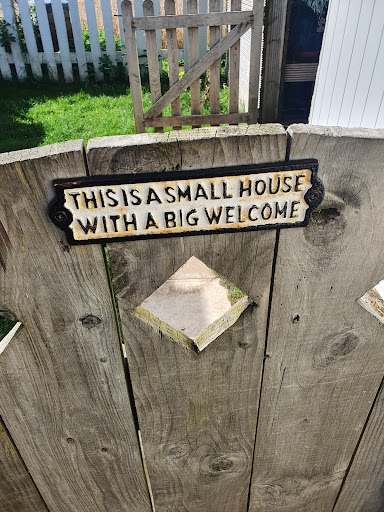 THIS IS A SMALL HOUSE
WITH A BIG WELCOME